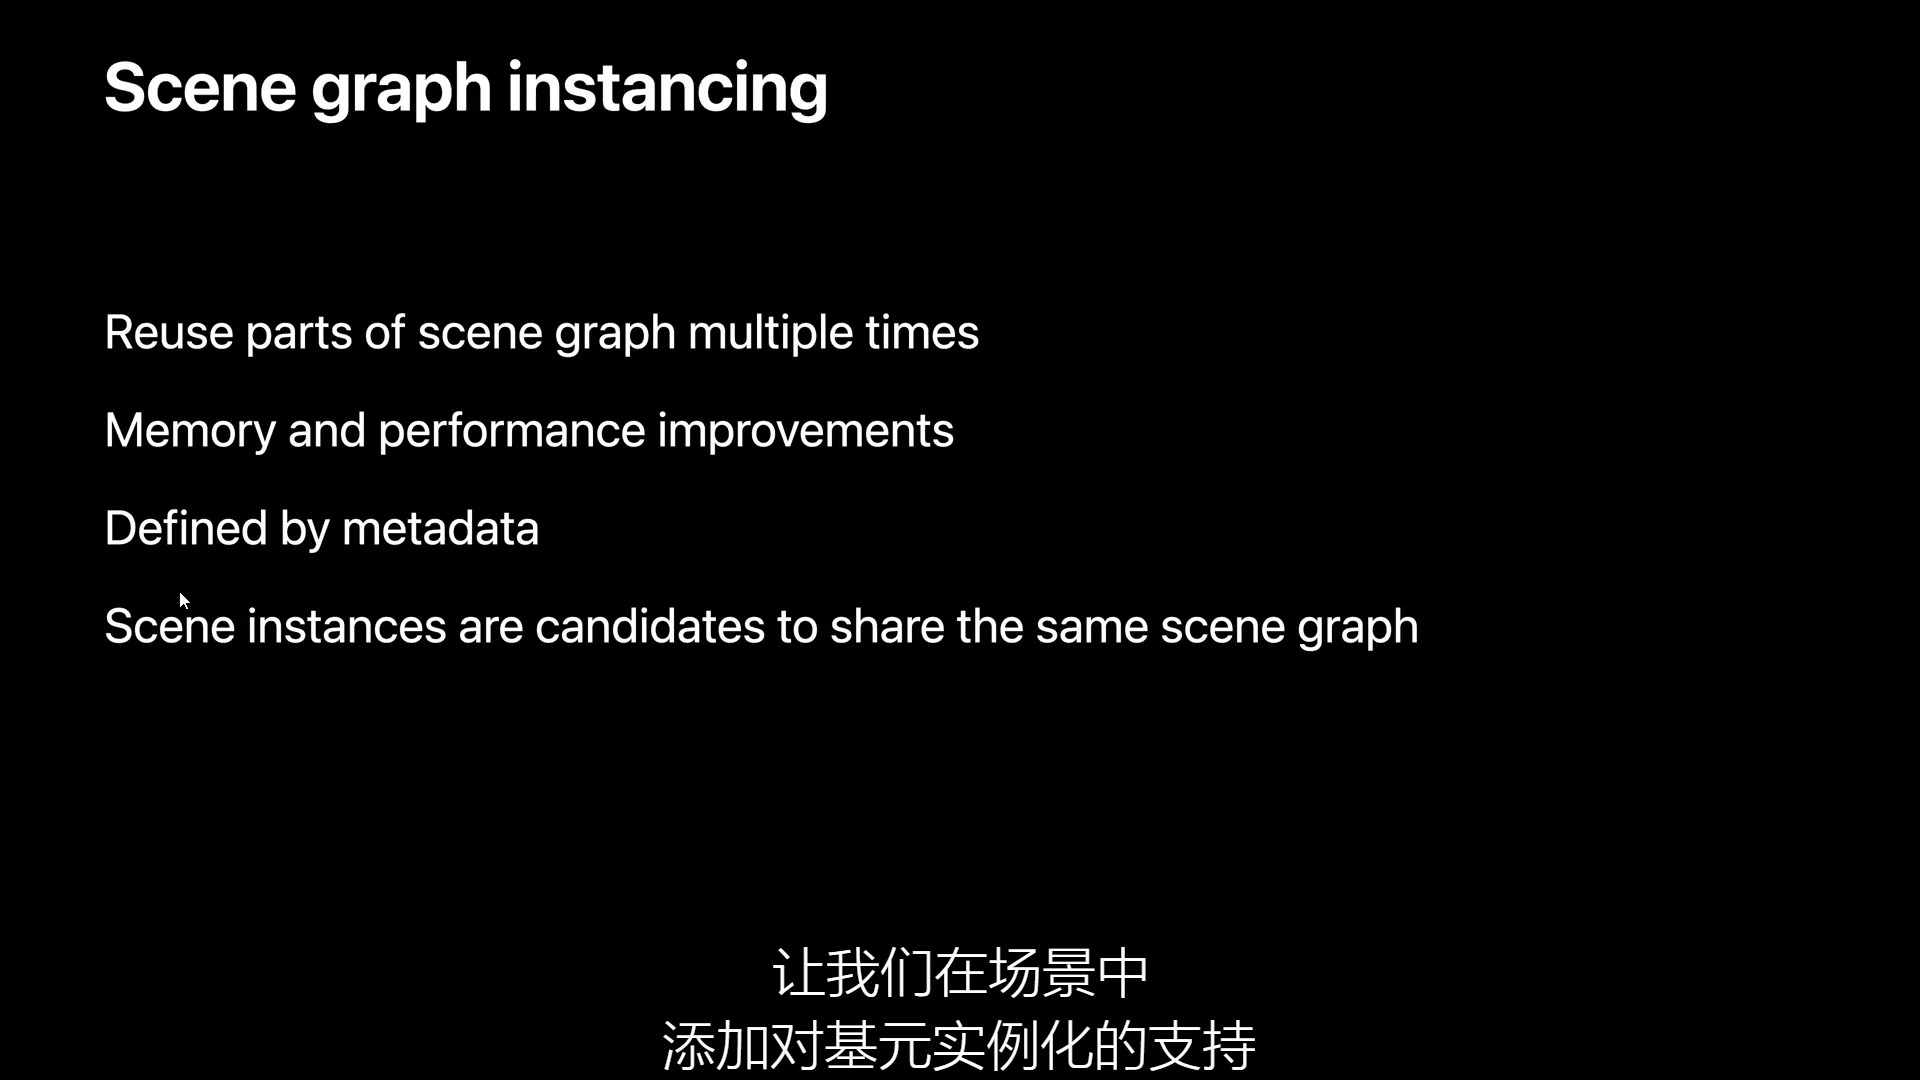 Scene graph instancing
Reuse parts of scene graph multiple times
Memory and performance improvements
Defined by metadata
Scene instances are candidates to share the same scene graph
让我们在场景中
添加对基元实例化的支持